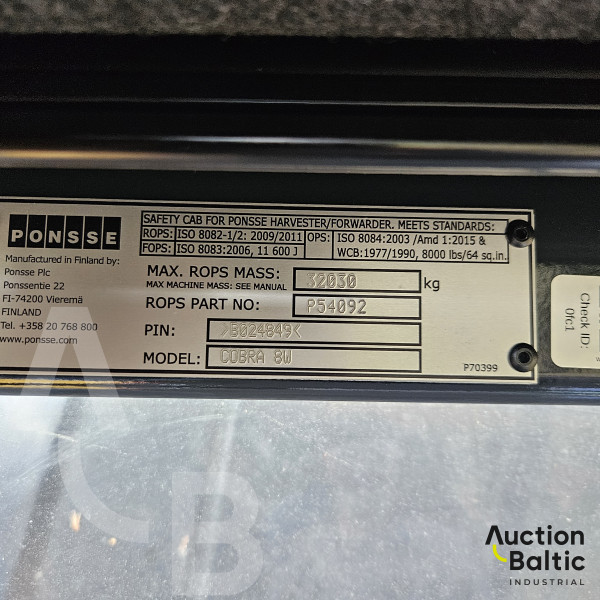 PONSSE
Manufactured in Finland by:
Ponsse Plc
Ponssentie 22
FI-74200 Vieremä
FINLAND
Tel. +358 20 768 800
www.ponsse.com
SAFETY CAB FOR PONSSE HARVESTER/FORWARDER. MEETS STANDARDS:
ROPS: ISO 8082-1/2: 2009/2011
FOPS: ISO 8083:2006, 11 600 J
OPS: ISO 8084:2003 /Amd 1:2015 &
WCB:1977/1990, 8000 lbs/64 sq.in.
MAX. ROPS MASS: 32030 kg
MAX MACHINE MASS: SEE MANUAL
ROPS PART NO: P54092
PIN: >B024849<
MODEL: COBRA 8W
P70399
Check ID:
0fc1
AB
Auction
Baltic
INDUSTRIAL